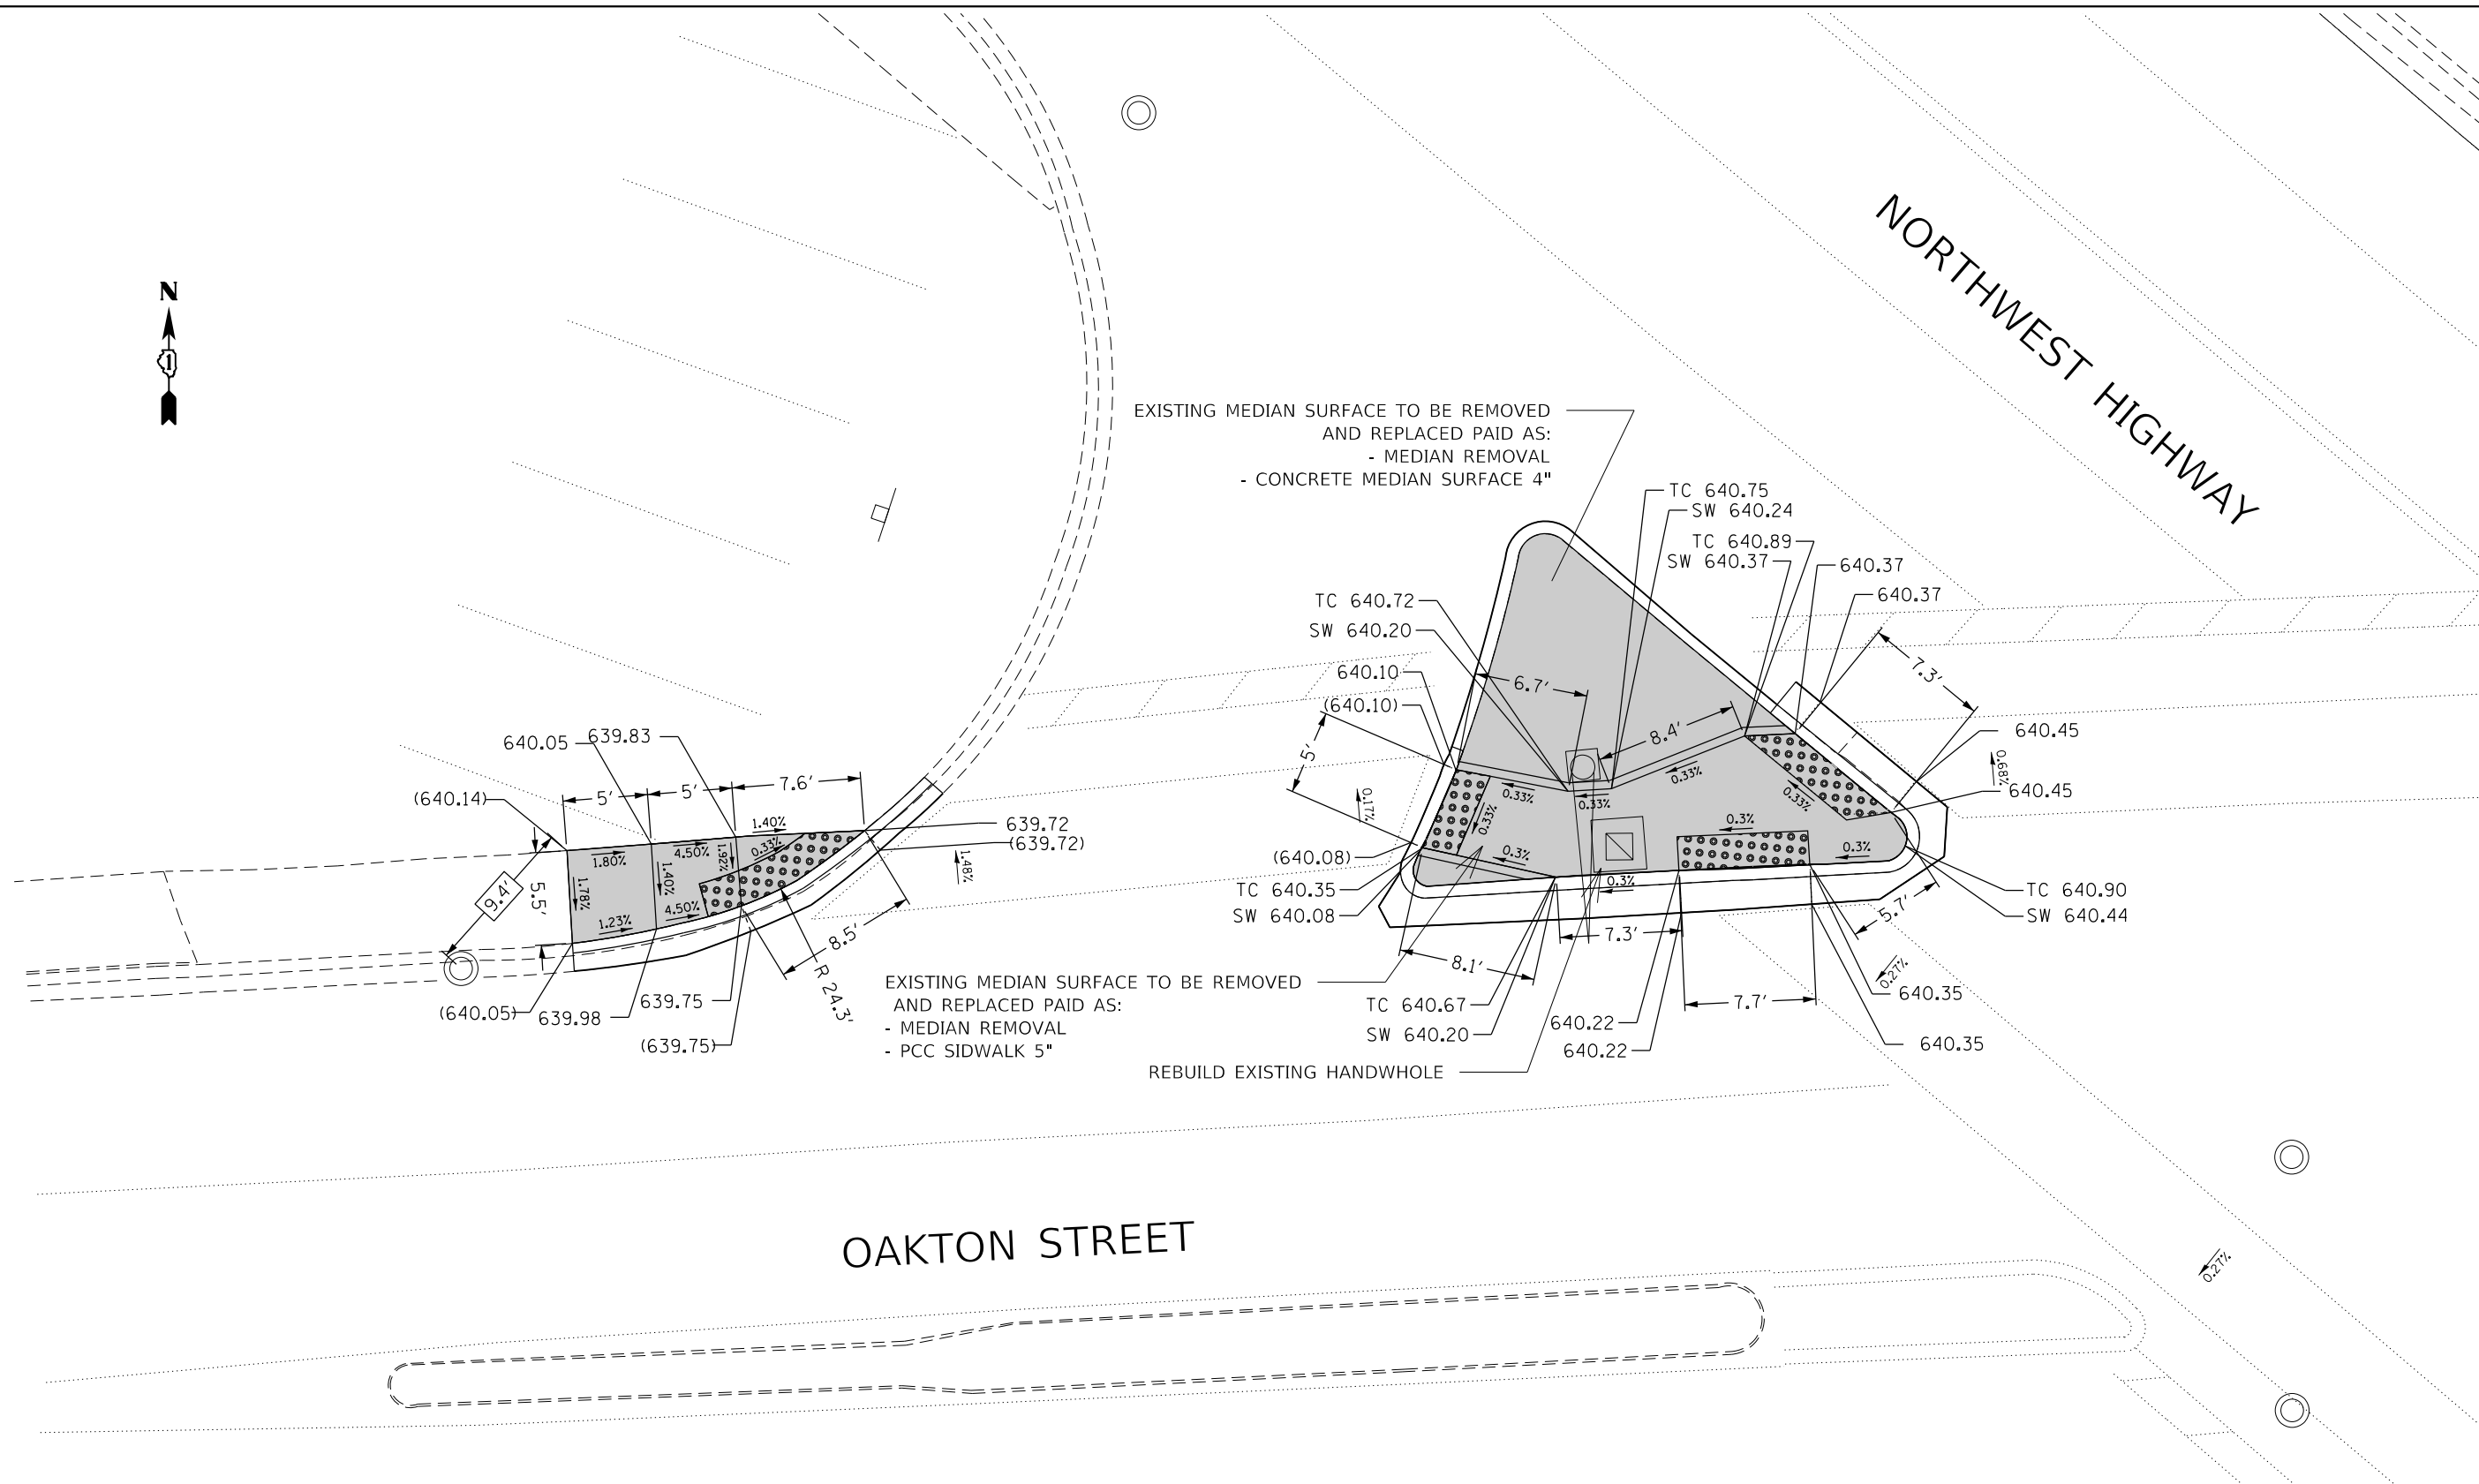 NORTHWEST HIGHWAY
N
1
EXISTING MEDIAN SURFACE TO BE REMOVED
AND REPLACED PAID AS:
- MEDIAN REMOVAL
- CONCRETE MEDIAN SURFACE 4"
TC 640.75
SW 640.24
TC 640.89
SW 640.37
640.37
640.37
TC 640.72
SW 640.20
640.10
(640.10)
6.7'
8.4'
7.3'
5'
640.45
640.45
0.68%
0.17%
0.33%
0.33%
0.33%
0.33%
0.33%
0.3%
0.3%
0.3%
0.3%
(640.08)
TC 640.35
SW 640.08
TC 640.90
SW 640.44
5.7'
7.3'
8.1'
7.7'
0.27%
TC 640.67
SW 640.20
640.22
640.22
640.35
640.35
640.05
639.83
(640.14)
5'
5'
7.6'
9.4'
5.5'
1.80%
4.50%
1.40%
0.33%
1.92%
1.78%
1.40%
1.23%
4.50%
639.72
(639.72)
1.48%
8.5'
R 24.3'
(640.05)
639.98
639.75
(639.75)
EXISTING MEDIAN SURFACE TO BE REMOVED
AND REPLACED PAID AS:
- MEDIAN REMOVAL
- PCC SIDWALK 5"
REBUILD EXISTING HANDWHOLE
OAKTON STREET
0.27%